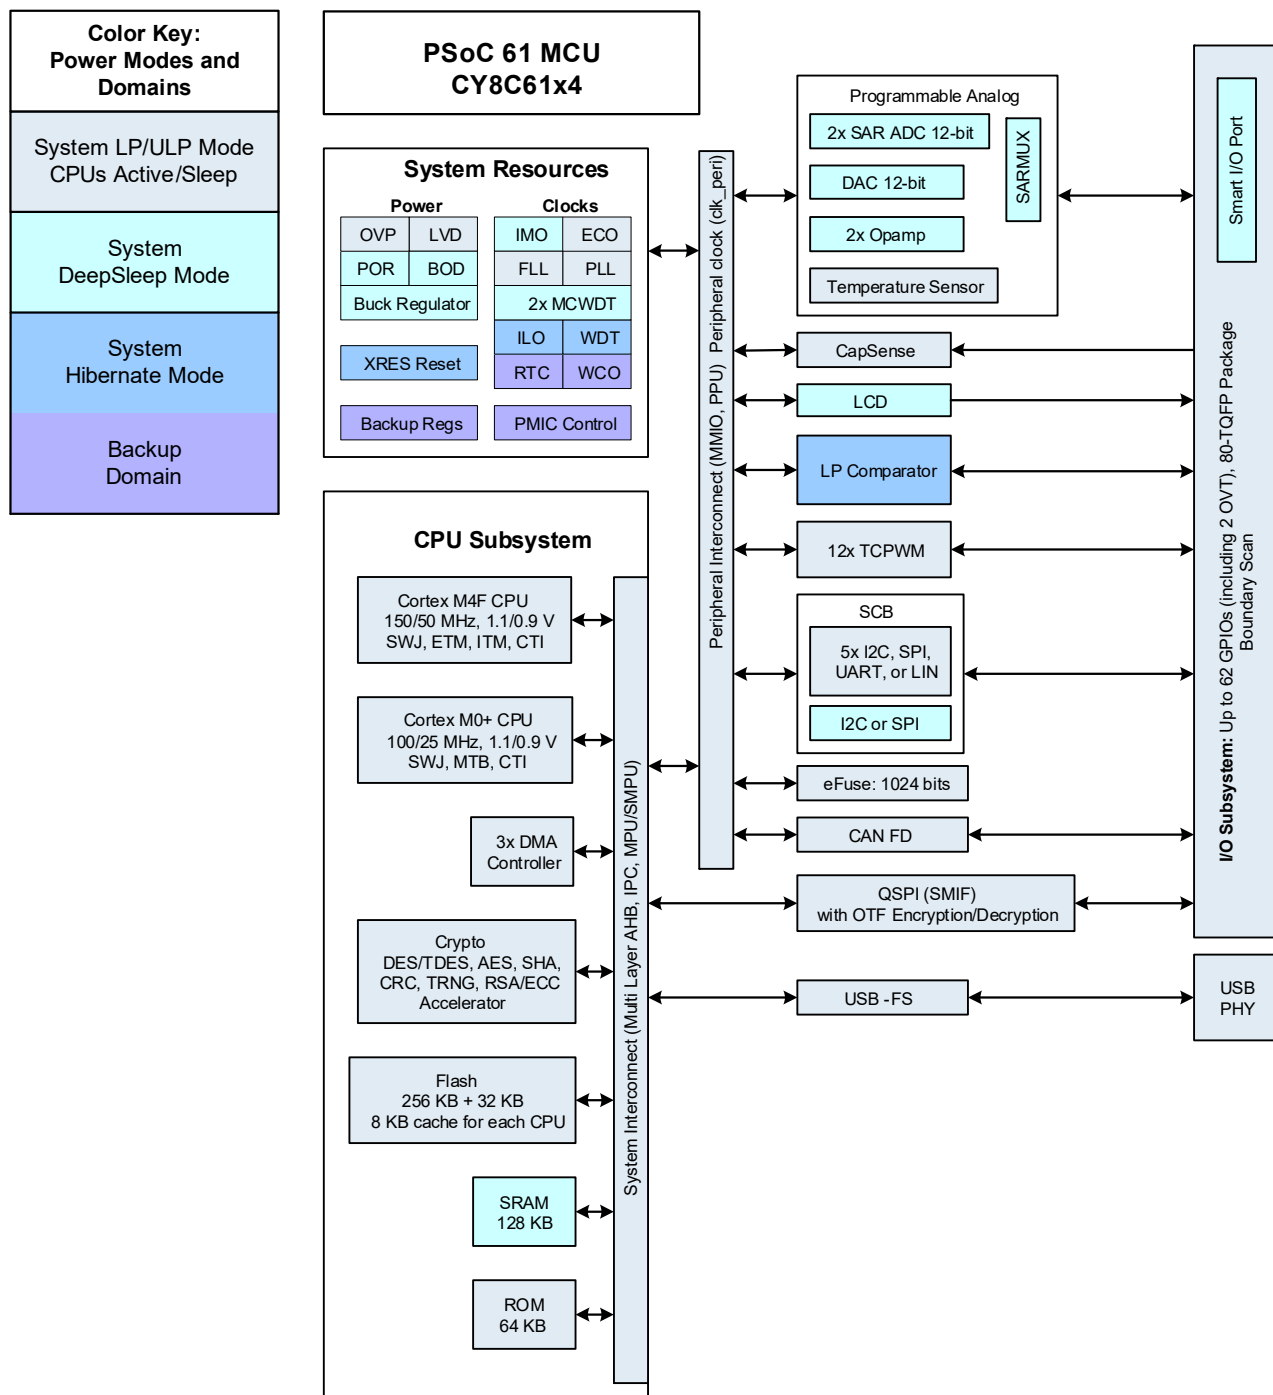 Color Key:
Power Modes and
Domains
System LP/ULP Mode
CPUs Active/Sleep
System
DeepSleep Mode
System
Hibernate Mode
Backup
Domain
PSoC 61 MCU
CY8C61x4
System Resources
Power
OVP LVD
POR BOD
Buck Regulator
XRES Reset
Backup Regs
Clocks
IMO ECO
FLL PLL
2x MCWDT
ILO WDT
RTC WCO
PMIC Control
CPU Subsystem
Cortex M4F CPU
150/50 MHz, 1.1/0.9 V
SWJ, ETM, ITM, CTI
Cortex M0+ CPU
100/25 MHz, 1.1/0.9 V
SWJ, MTB, CTI
3x DMA
Controller
Crypto
DES/TDES, AES, SHA,
CRC, TRNG, RSA/ECC
Accelerator
Flash
256 KB + 32 KB
8 KB cache for each CPU
SRAM
128 KB
ROM
64 KB
System Interconnect (Multi Layer AHB, IPC, MPU/SMPU)
Peripheral Interconnect (MMIO, PPU) Peripheral clock (clk_peri)
Programmable Analog
2x SAR ADC 12-bit
DAC 12-bit
2x Opamp
Temperature Sensor
SARMUX
CapSense
LCD
LP Comparator
12x TCPWM
SCB
5x I2C, SPI,
UART, or LIN
I2C or SPI
eFuse: 1024 bits
CAN FD
QSPI (SMIF)
with OTF Encryption/Decryption
USB -FS
Smart I/O Port
I/O Subsystem: Up to 62 GPIOs (including 2 OVT), 80-TQFP Package
Boundary Scan
USB
PHY